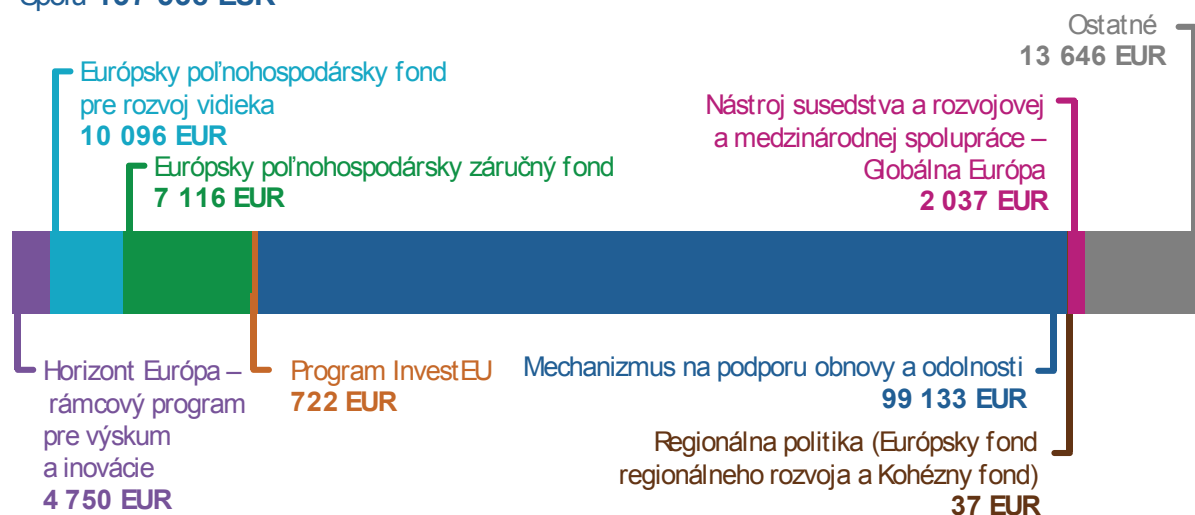 Ostatné
13 646 EUR
Európsky poľnohospodársky fond
pre rozvoj vidieka
10 096 EUR
Nástroj susedstva a rozvojovej
a medzinárodnej spolupráce –
Globálna Európa
2 037 EUR
Európsky poľnohospodársky záručný fond
7 116 EUR
Horizont Európa –
rámcový program
pre výskum
a inovácie
4 750 EUR
Program InvestEU
722 EUR
Mechanizmus na podporu obnovy a odolnosti
99 133 EUR
Regionálna politika (Európsky fond
regionálneho rozvoja a Kohézny fond)
37 EUR